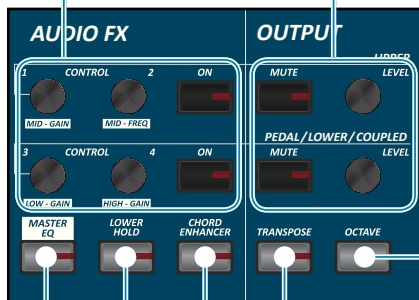 AUDIO FX
OUTPUT
UPPER
1 CONTROL 2 ON MUTE LEVEL
MID - GAIN MID - FREQ
PEDAL/LOWER/COUPLED
3 CONTROL 4 ON MUTE LEVEL
LOW - GAIN HIGH - GAIN
MASTER EQ
LOWER HOLD
CHORD ENHANCER
TRANSPOSE
OCTAVE